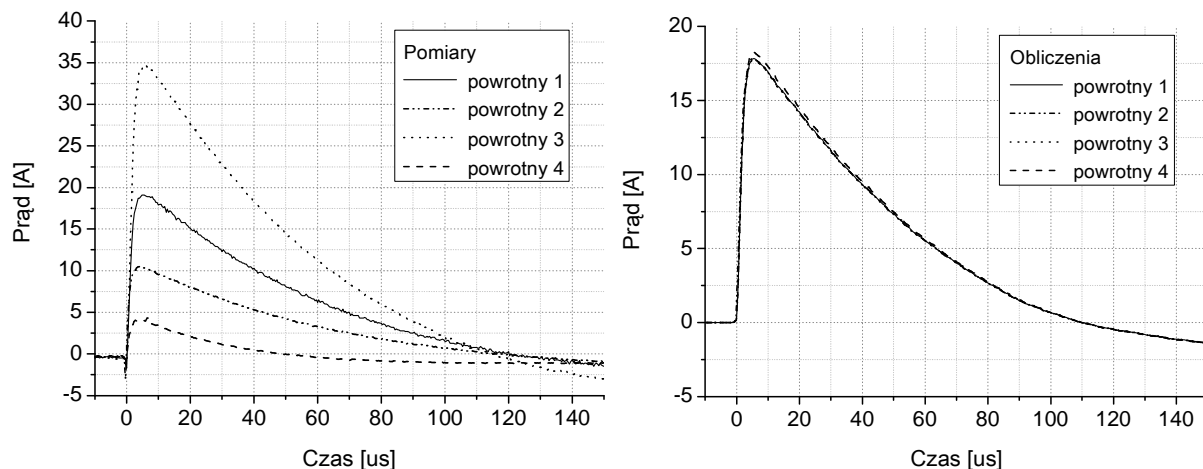 40
35
30
25
20
15
10
5
0
-5
Prąd [A]
0 20 40 60 80 100 120 140
Czas [us]
Pomiary
powrotny 1
powrotny 2
powrotny 3
powrotny 4
20
15
10
5
0
-5
Prąd [A]
0 20 40 60 80 100 120 140
Czas [us]
Obliczenia
powrotny 1
powrotny 2
powrotny 3
powrotny 4